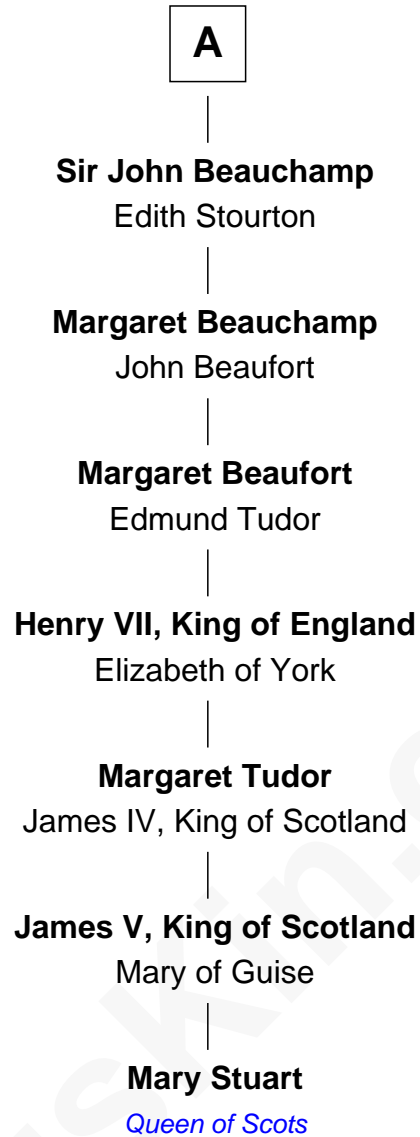 A
Sir John Beauchamp
Edith Stourton
Margaret Beauchamp
John Beaufort
Margaret Beaufort
Edmund Tudor
Henry VII, King of England
Elizabeth of York
Margaret Tudor
James IV, King of Scotland
James V, King of Scotland
Mary of Guise
Mary Stuart
Queen of Scots